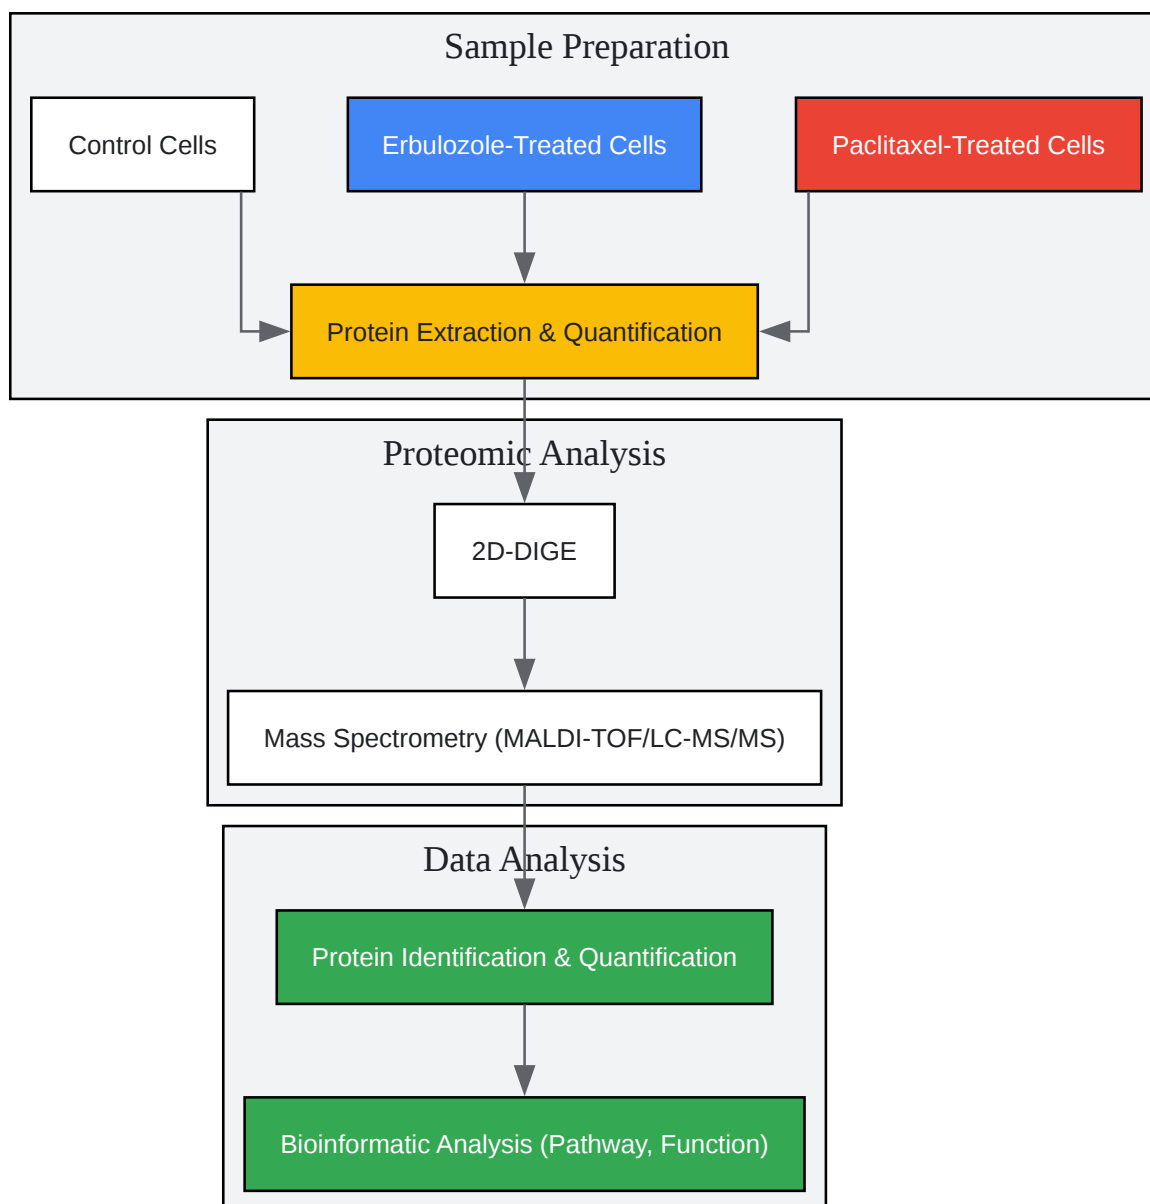 Sample Preparation
Control Cells
Erbulozole-Treated Cells
Paclitaxel-Treated Cells
Protein Extraction & Quantification
Proteomic Analysis
2D-DIGE
Mass Spectrometry (MALDI-TOF/LC-MS/MS)
Data Analysis
Protein Identification & Quantification
Bioinformatic Analysis (Pathway, Function)